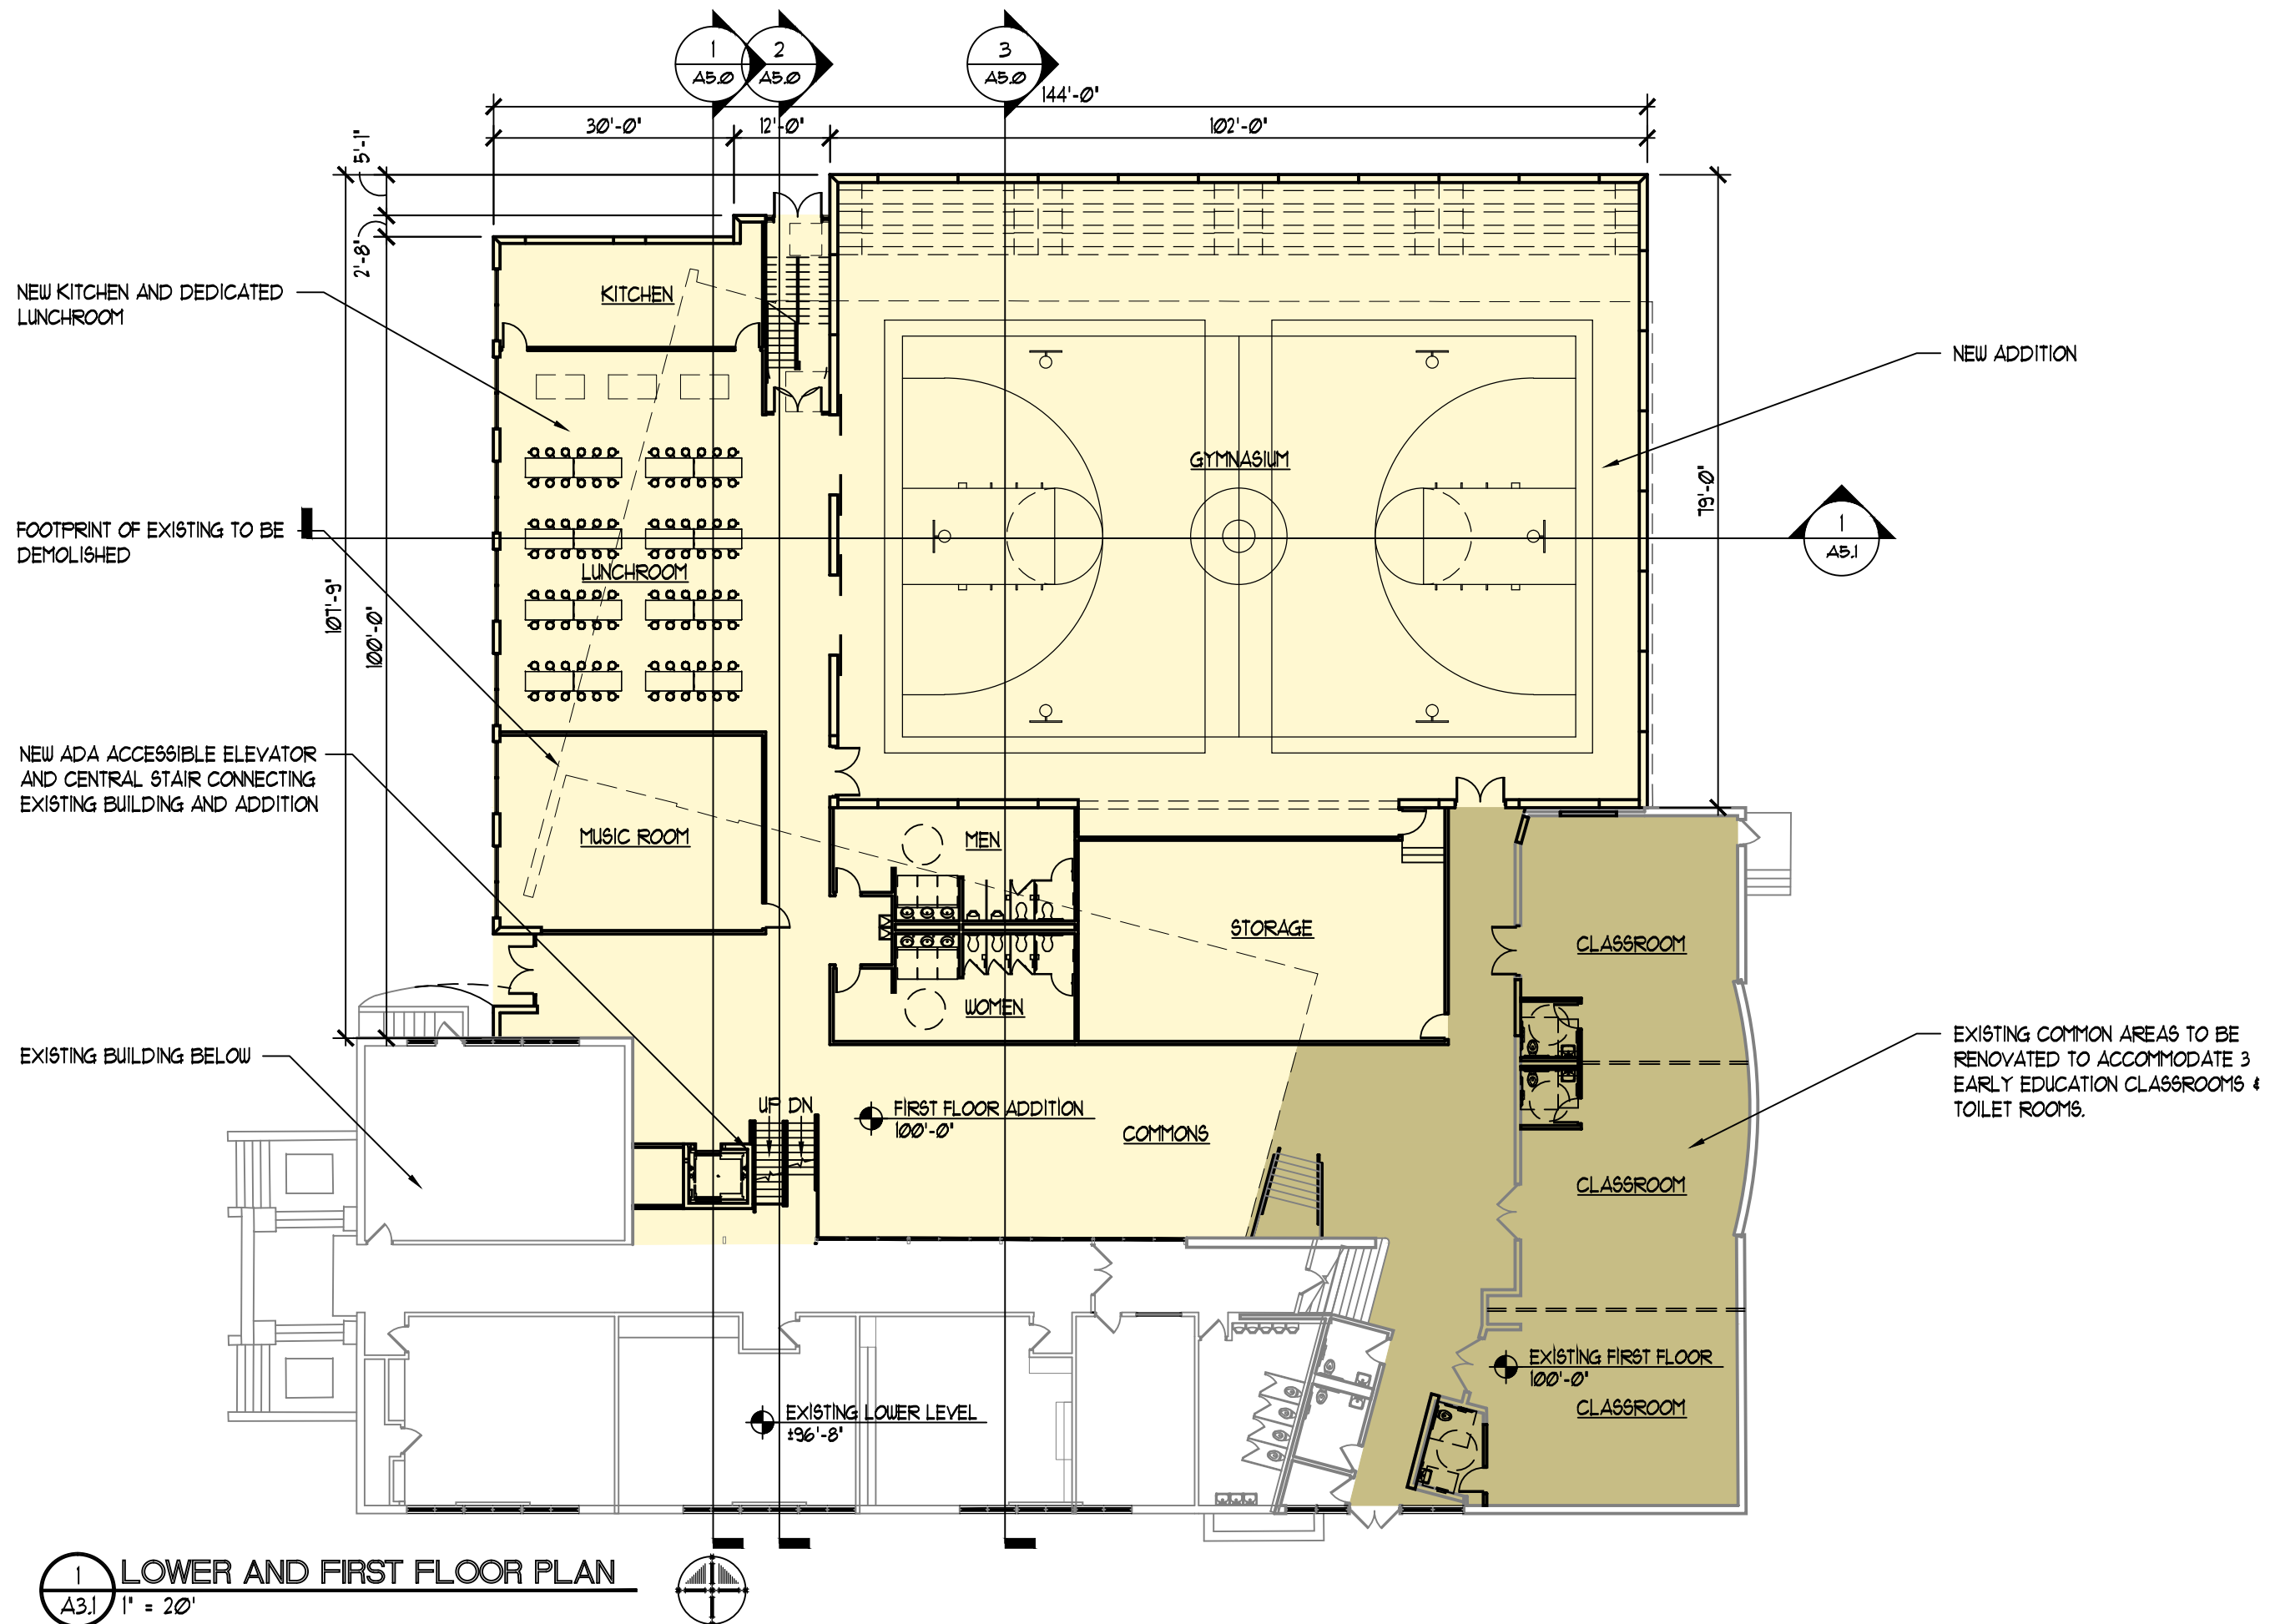 1
A5.0
2
A5.0
3
A5.0
144'-0"
30'-0"
12'-0"
102'-0"
5'-1"
2'-8"
107'-9"
100'-0"
79'-0"
NEW KITCHEN AND DEDICATED
LUNCHROOM
KITCHEN
NEW ADDITION
GYMNASIUM
FOOTPRINT OF EXISTING TO BE
DEMOLISHED
LUNCHROOM
1
A5.1
NEW ADA ACCESSIBLE ELEVATOR
AND CENTRAL STAIR CONNECTING
EXISTING BUILDING AND ADDITION
MUSIC ROOM
MEN
STORAGE
CLASSROOM
WOMEN
EXISTING BUILDING BELOW
EXISTING COMMON AREAS TO BE
RENOVATED TO ACCOMMODATE 3
EARLY EDUCATION CLASSROOMS &
TOILET ROOMS.
UP DN
FIRST FLOOR ADDITION
100'-0"
COMMONS
CLASSROOM
EXISTING FIRST FLOOR
100'-0"
CLASSROOM
EXISTING LOWER LEVEL
±96'-8"
1
A3.1
LOWER AND FIRST FLOOR PLAN
1" = 20'